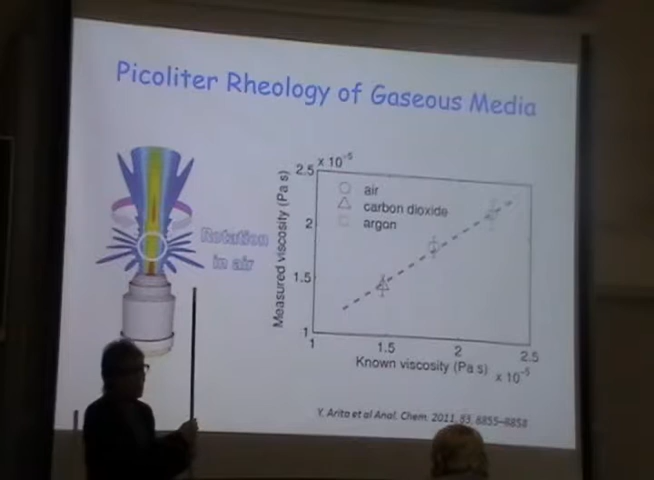 Picoliter Rheology of Gaseous Media
Rotation
in air
Measured viscosity (Pa s)
x 10⁻⁵
2.5
2
1.5
1
air
carbon dioxide
argon
1 1.5 2 2.5
Known viscosity (Pa s) x 10⁻⁵
Y. Arita et al Anal. Chem. 2011, 83, 8855–8858